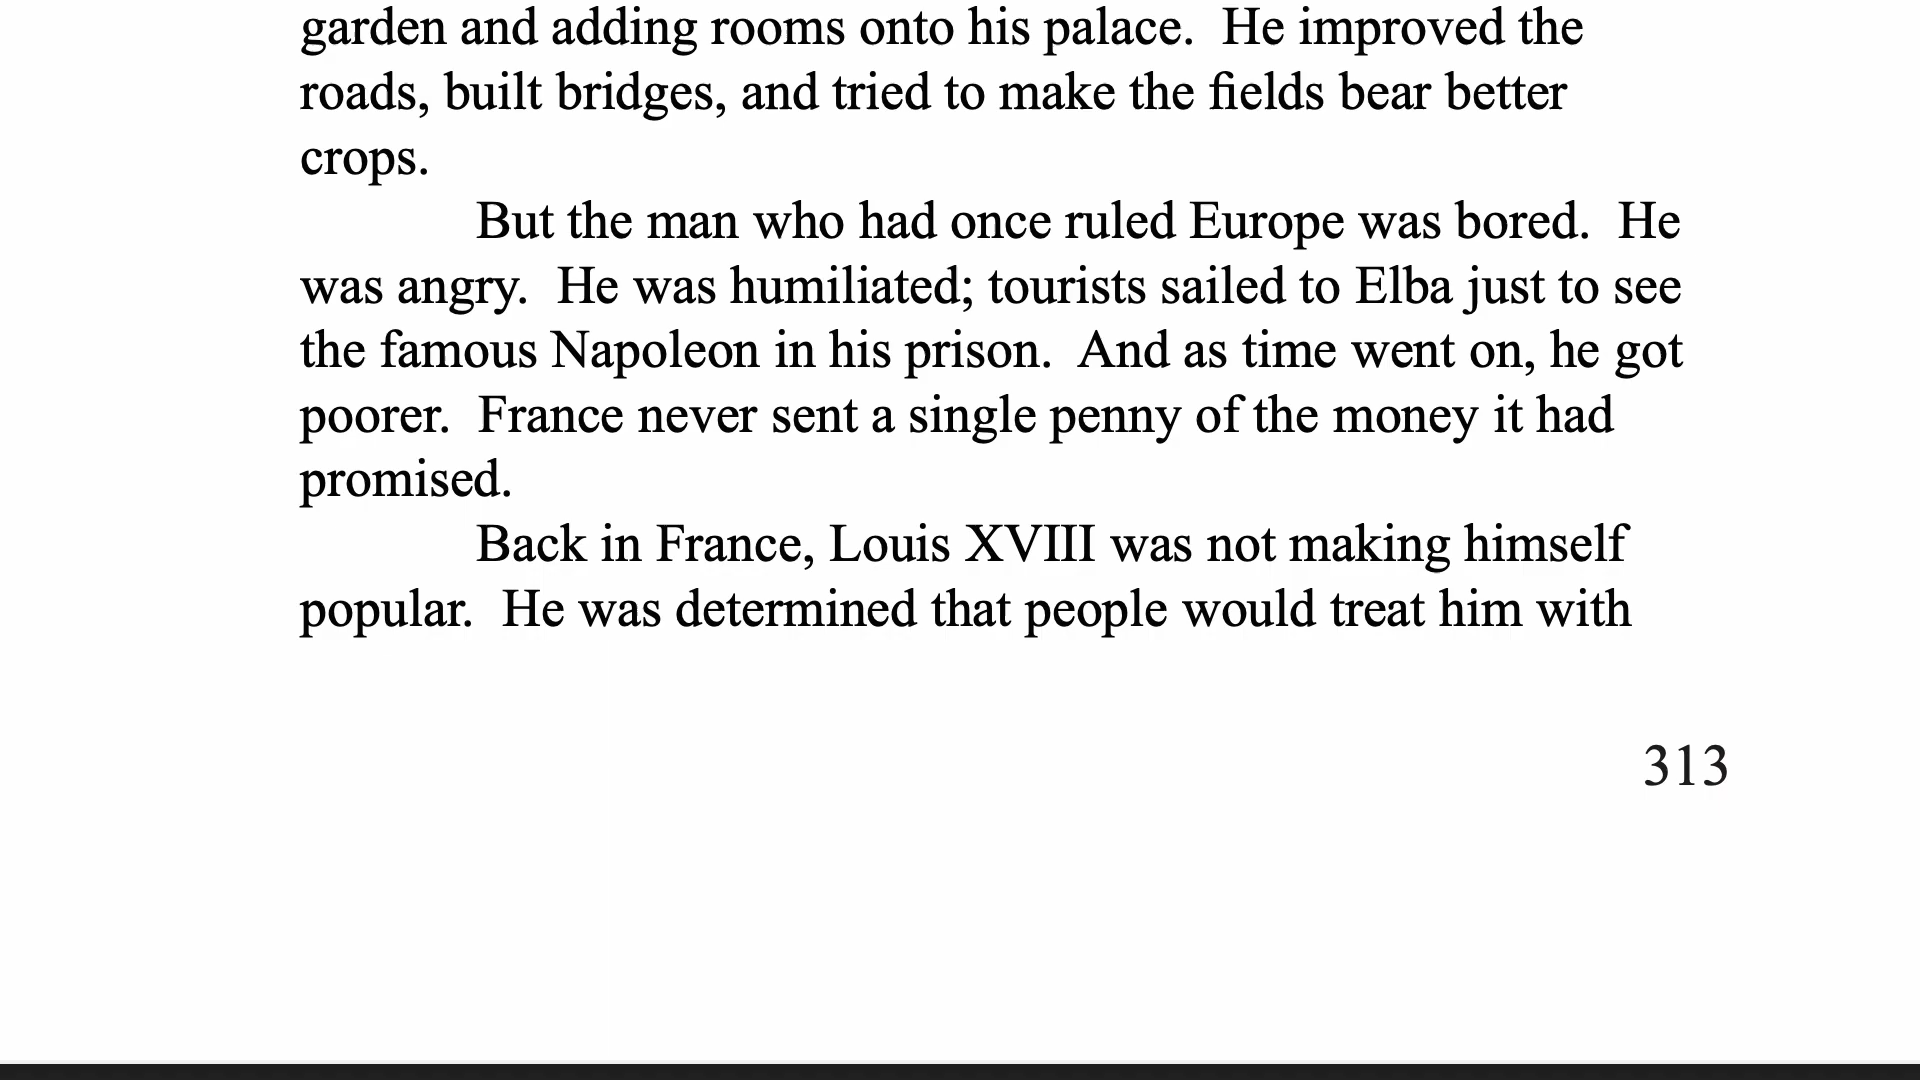 garden and adding rooms onto his palace.  He improved the
roads, built bridges, and tried to make the fields bear better
crops.
But the man who had once ruled Europe was bored.  He
was angry.  He was humiliated; tourists sailed to Elba just to see
the famous Napoleon in his prison.  And as time went on, he got
poorer.  France never sent a single penny of the money it had
promised.
Back in France, Louis XVIII was not making himself
popular.  He was determined that people would treat him with
313